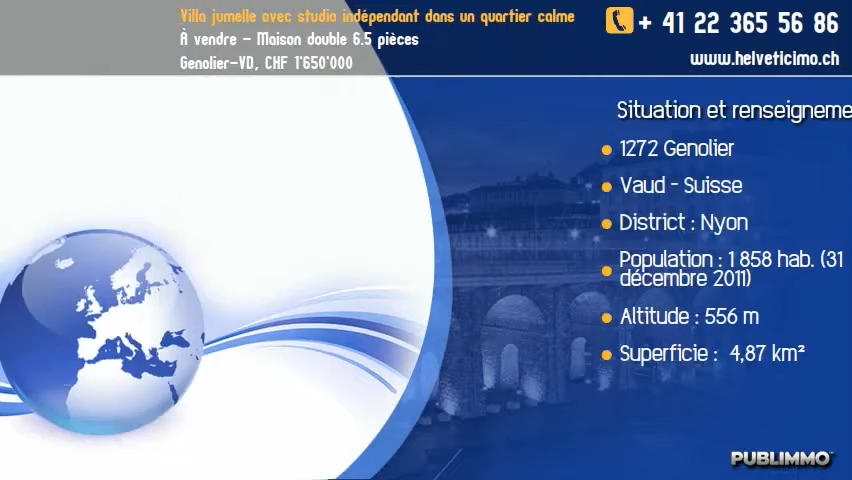 Villa jumelle avec studio indépendant dans un quartier calme
À vendre - Maison double 6.5 pièces
Genolier-VD, CHF 1'650'000
+ 41 22 365 56 86
www.helveticimo.ch
Situation et renseigneme
1272 Genolier
Vaud - Suisse
District : Nyon
Population : 1 858 hab. (31
décembre 2011)
Altitude : 556 m
Superficie : 4,87 km²
PUBLIMMO